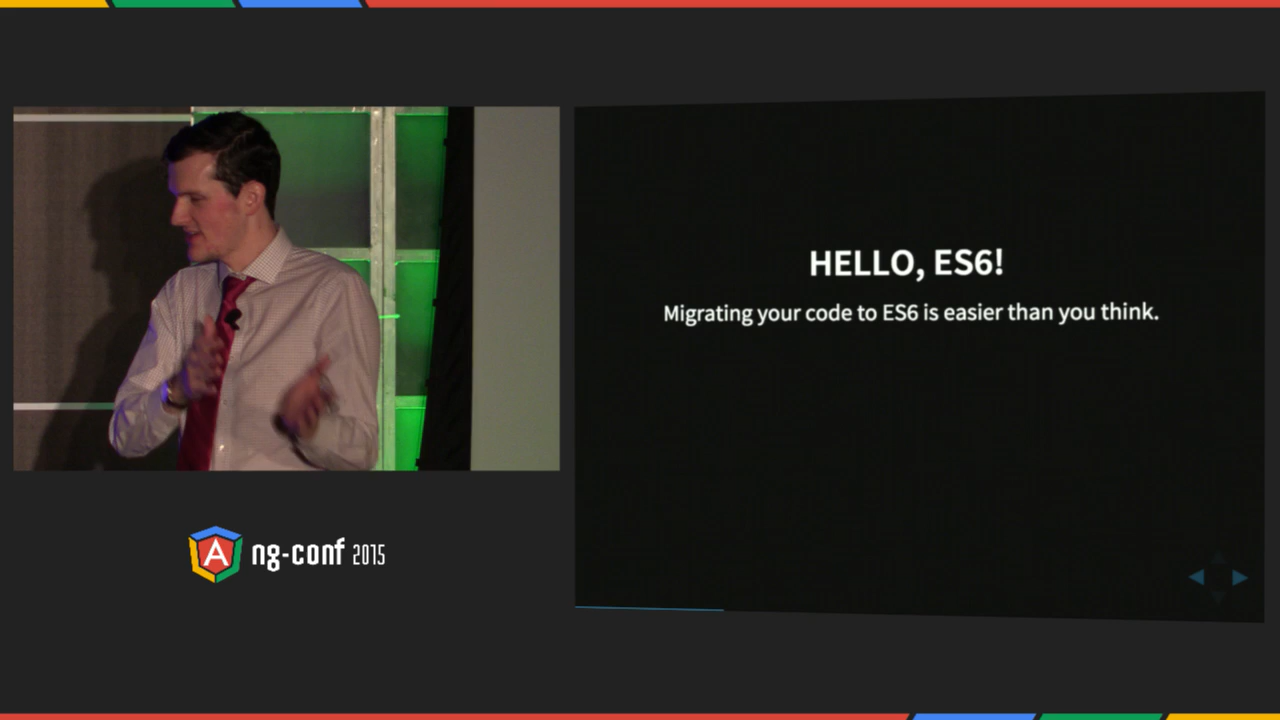 HELLO, ES6!
Migrating your code to ES6 is easier than you think.
A ng-conf 2015